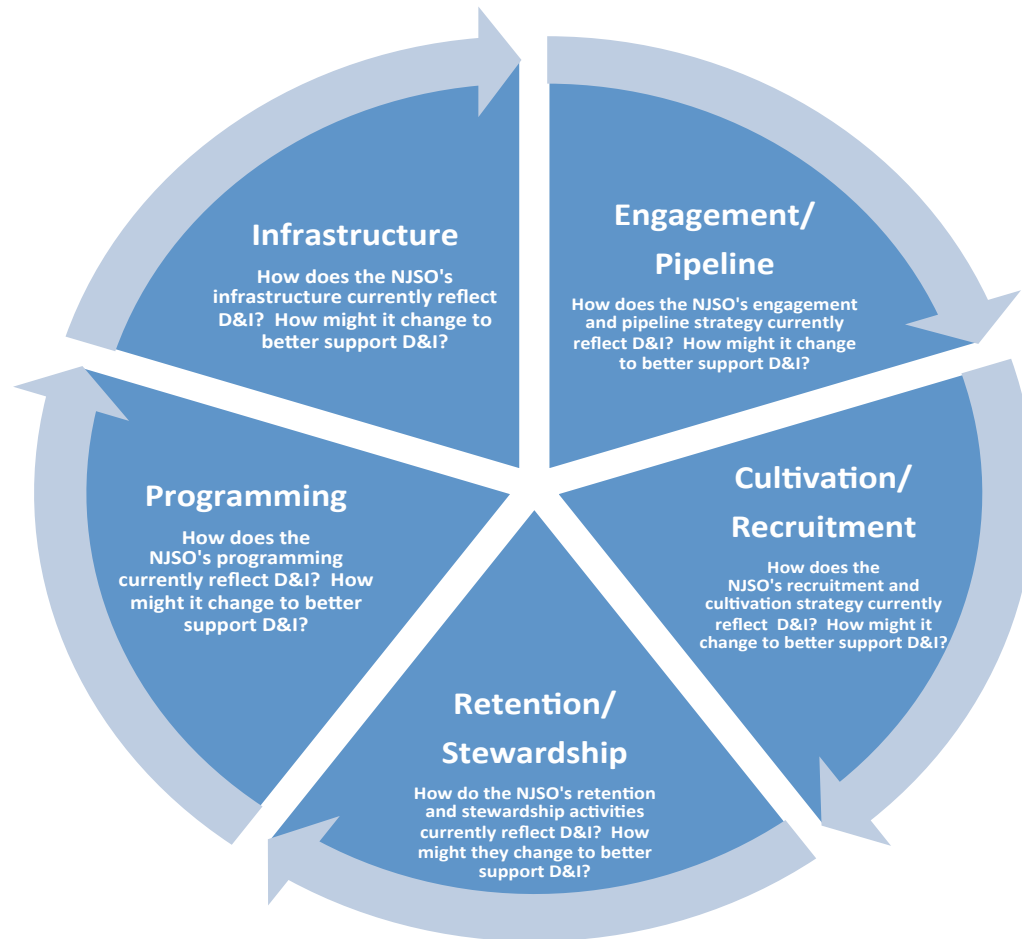 Infrastructure
How does the NJSO's
infrastructure currently reflect
D&I?  How might it change to
better support D&I?
Engagement/
Pipeline
How does the NJSO's engagement
and pipeline strategy currently
reflect D&I?  How might it change
to better support D&I?
Cultivation/
Recruitment
How does the
NJSO's recruitment and
cultivation strategy currently
reflect  D&I?  How might it
change to better support D&I?
Retention/
Stewardship
How do the NJSO's retention
and stewardship activities
currently reflect D&I?  How
might they change to better
support D&I?
Programming
How does the
NJSO's programming
currently reflect D&I?  How
might it change to better
support D&I?